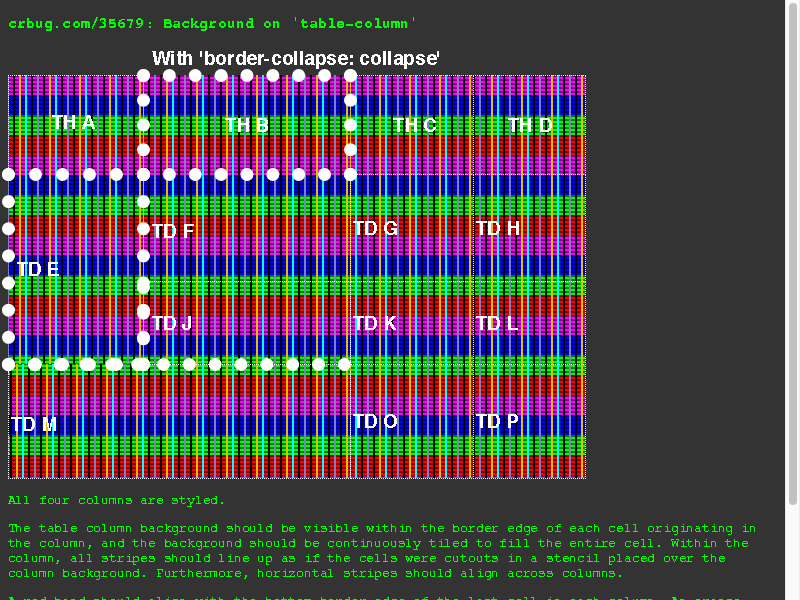 crbug.com/35679: Background on 'table-column'
With 'border-collapse: collapse'
TH A TH B TH C TH D
TD F TD G TD H
TD E
TD J TD K TD L
TD M TD O TD P
All four columns are styled.
The table column background should be visible within the border edge of each cell originating in
the column, and the background should be continuously tiled to fill the entire cell. Within the
column, all stripes should line up as if the cells were cutouts in a stencil placed over the
column background. Furthermore, horizontal stripes should align across columns.